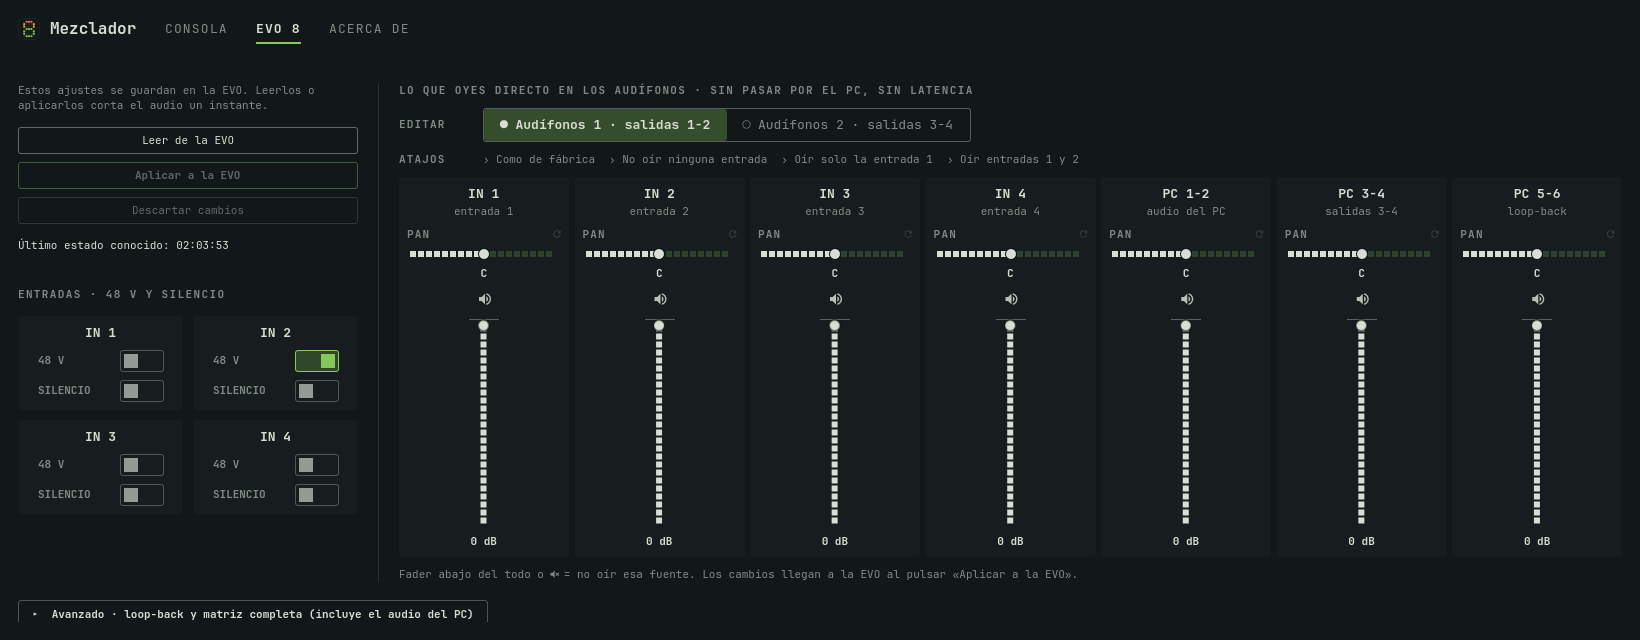 Mezclador CONSOLA EVO 8 ACERCA DE
Estos ajustes se guardan en la EVO. Leerlos o
aplicarlos corta el audio un instante.
Leer de la EVO
Aplicar a la EVO
Descartar cambios
Último estado conocido: 02:03:53
ENTRADAS · 48 V Y SILENCIO
IN 1
48 V
SILENCIO
IN 2
48 V
SILENCIO
IN 3
48 V
SILENCIO
IN 4
48 V
SILENCIO
LO QUE OYES DIRECTO EN LOS AUDÍFONOS · SIN PASAR POR EL PC, SIN LATENCIA
EDITAR Audífonos 1 · salidas 1-2 Audífonos 2 · salidas 3-4
ATAJOS › Como de fábrica › No oír ninguna entrada › Oír solo la entrada 1 › Oír entradas 1 y 2
IN 1
entrada 1
PAN
C
0 dB
IN 2
entrada 2
PAN
C
0 dB
IN 3
entrada 3
PAN
C
0 dB
IN 4
entrada 4
PAN
C
0 dB
PC 1-2
audio del PC
PAN
C
0 dB
PC 3-4
salidas 3-4
PAN
C
0 dB
PC 5-6
loop-back
PAN
C
0 dB
Fader abajo del todo o = no oír esa fuente. Los cambios llegan a la EVO al pulsar «Aplicar a la EVO».
Avanzado · loop-back y matriz completa (incluye el audio del PC)